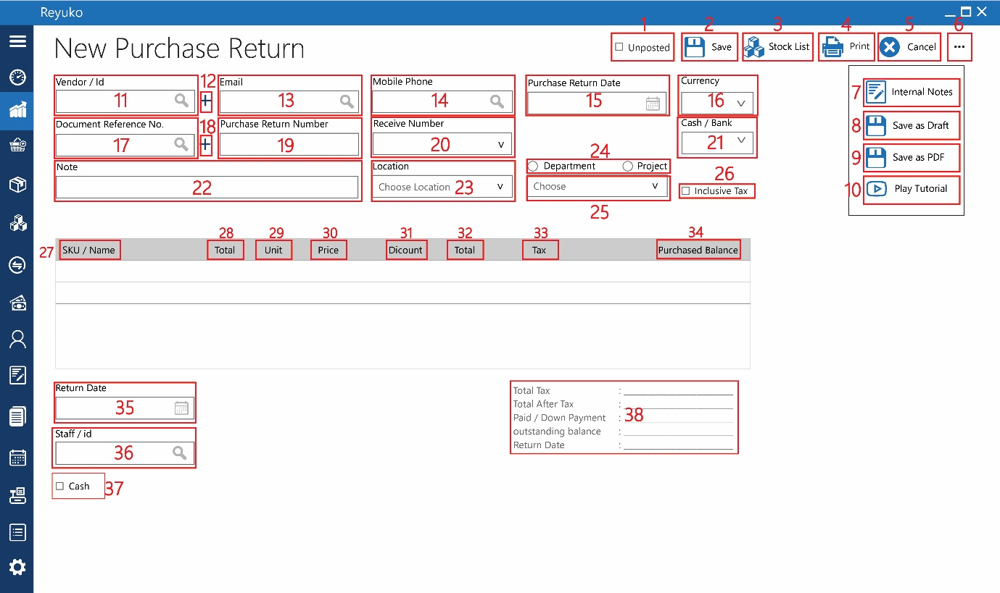 Reyuko
New Purchase Return
1 2 3 4 5 6
Unposted Save Stock List Print Cancel ...
7 Internal Notes
8 Save as Draft
9 Save as PDF
10 Play Tutorial
Vendor / Id 12 Email Mobile Phone Purchase Return Date Currency
11 + 13 14 15 16
Document Reference No. 18 Purchase Return Number Receive Number Cash / Bank
17 + 19 20 21
24
Note Location Department Project
26
22 Choose Location 23 Choose Inclusive Tax
25
28 29 30 31 32 33 34
27 SKU / Name Total Unit Price Dicount Total Tax Purchased Balance
Return Date
35
Staff / id
36
Cash 37
Total Tax :
Total After Tax :
Paid / Down Payment : 38
outstanding balance :
Return Date :